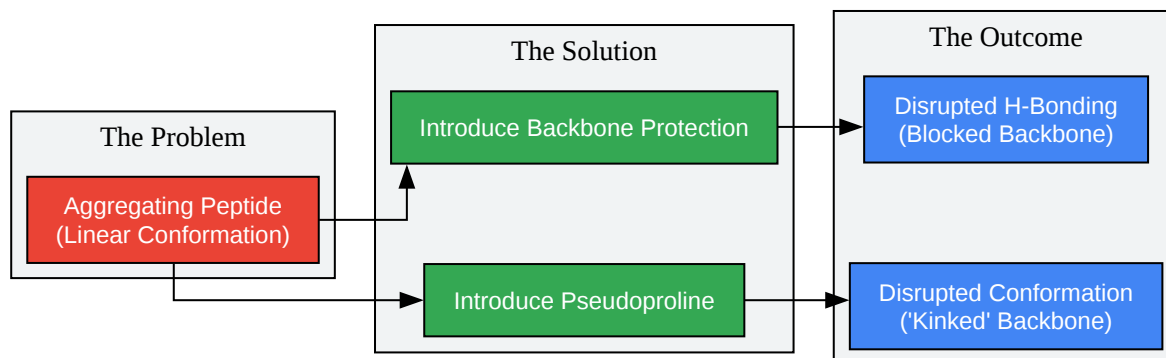 The Problem
Aggregating Peptide
(Linear Conformation)
The Solution
Introduce Backbone Protection
Introduce Pseudoproline
The Outcome
Disrupted H-Bonding
(Blocked Backbone)
Disrupted Conformation
('Kinked' Backbone)